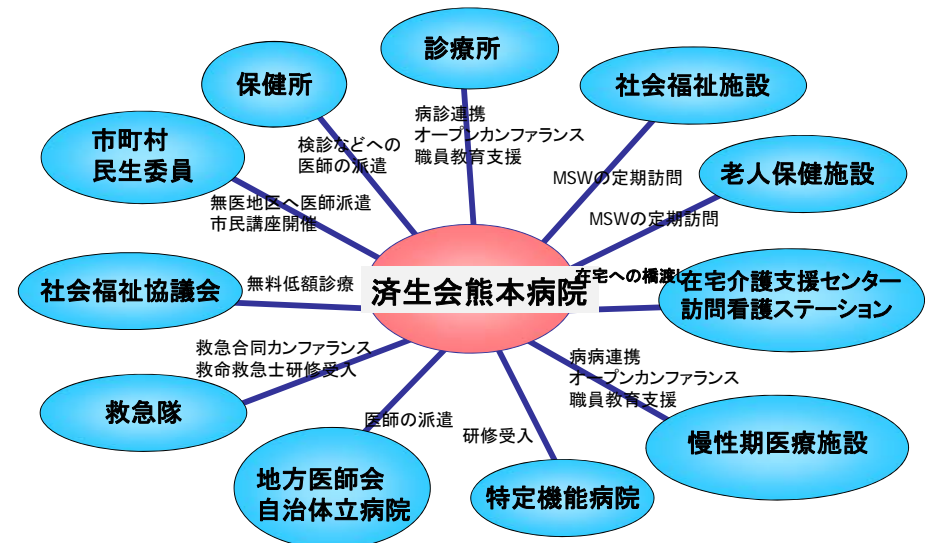 診療所
保健所
社会福祉施設
市町村
民生委員
病診連携
オープンカンファランス
職員教育支援
検診などへの
医師の派遣
MSWの定期訪問
老人保健施設
無医地区へ医師派遣
市民講座開催
MSWの定期訪問
社会福祉協議会
無料低額診療
済生会熊本病院
在宅への橋渡し
在宅介護支援センター
訪問看護ステーション
救急合同カンファランス
救命救急士研修受入
病病連携
オープンカンファランス
職員教育支援
救急隊
医師の派遣
研修受入
慢性期医療施設
地方医師会
自治体立病院
特定機能病院